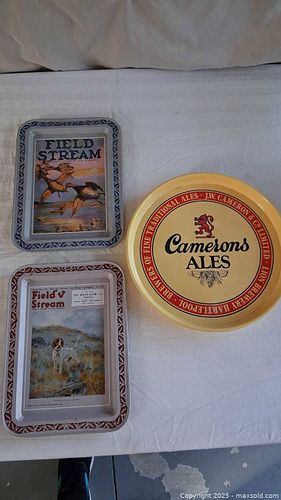 FIELD
STREAM
Field &
Stream
BREWERS OF FINE TRADITIONAL ALES · J.W. CAMERON & CO LIMITED · LION BREWERY HARTLEPOOL ·
Camerons
ALES
Copyright © 2025 - maxsold.com